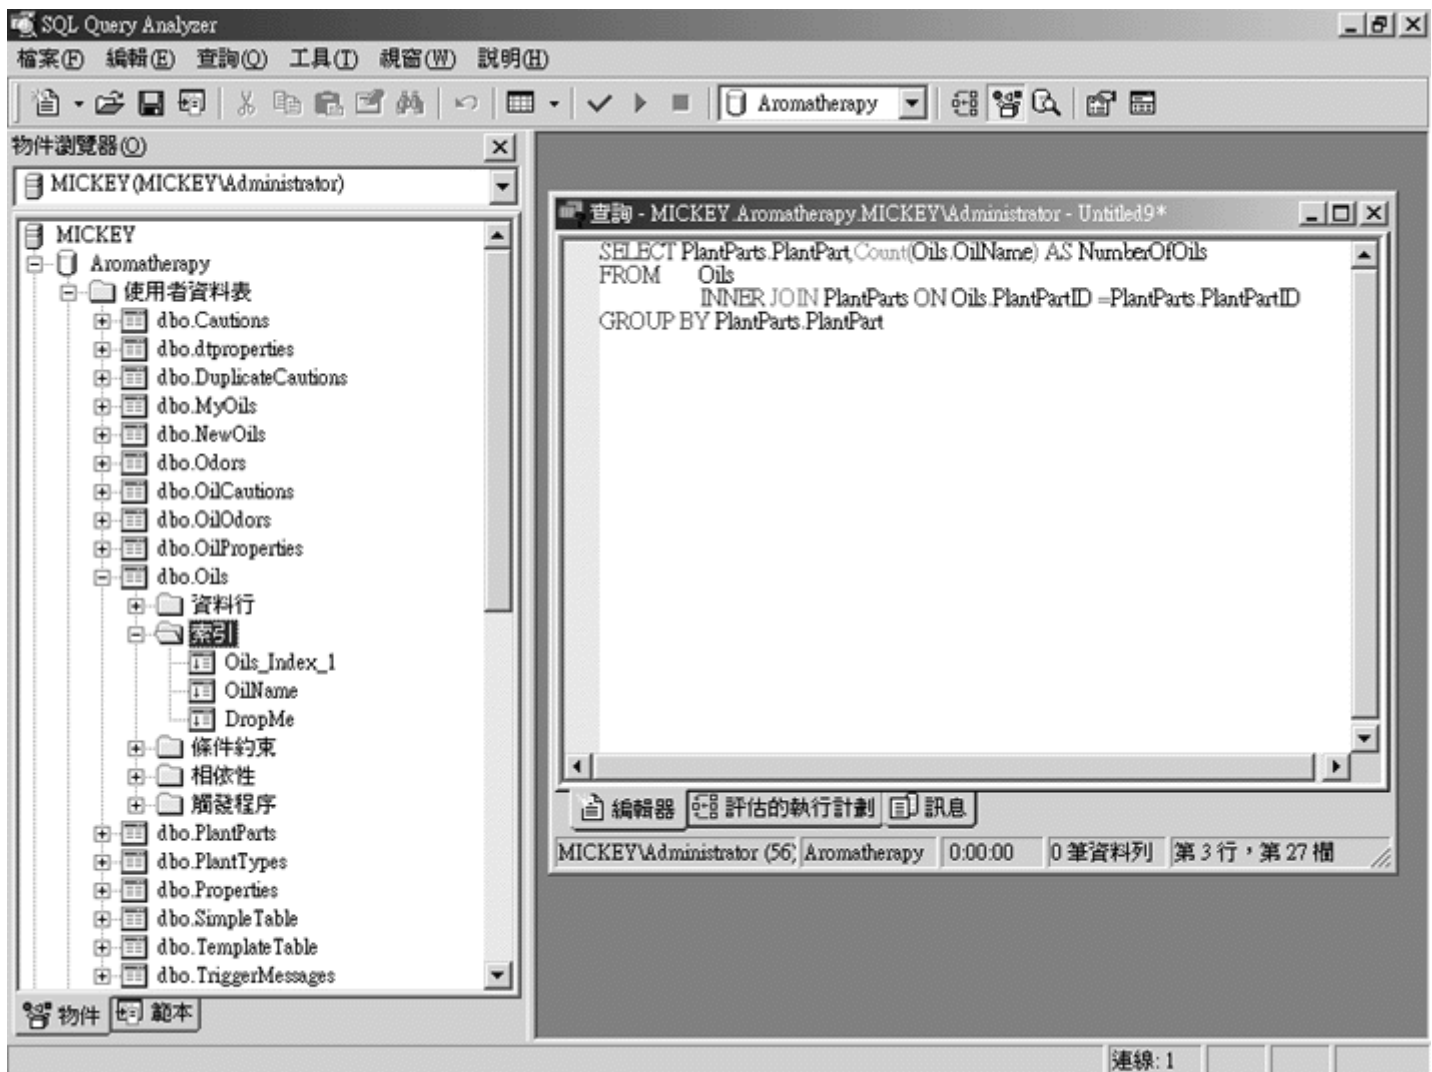 SQL Query Analyzer
檔案(F) 編輯(E) 查詢(Q) 工具(T) 視窗(W) 說明(H)
Aromatherapy
物件瀏覽器(O)
MICKEY(MICKEY\Administrator)
MICKEY
Aromatherapy
使用者資料表
dbo.Cautions
dbo.dtproperties
dbo.DuplicateCautions
dbo.MyOils
dbo.NewOils
dbo.Odors
dbo.OilCautions
dbo.OilOdors
dbo.OilProperties
dbo.Oils
資料行
索引
Oils_Index_1
OilName
DropMe
條件約束
相依性
觸發程序
dbo.PlantParts
dbo.PlantTypes
dbo.Properties
dbo.SimpleTable
dbo.TemplateTable
dbo.TriggerMessages
物件 範本
查詢 - MICKEY.Aromatherapy.MICKEY\Administrator - Untitled9*
SELECT PlantParts.PlantPart,Count(Oils.OilName) AS NumberOfOils
FROM Oils
INNER JOIN PlantParts ON Oils.PlantPartID =PlantParts.PlantPartID
GROUP BY PlantParts.PlantPart
編輯器 評估的執行計劃 訊息
MICKEY\Administrator (56) Aromatherapy 0:00:00 0 筆資料列 第 3 行，第 27 欄
連線: 1